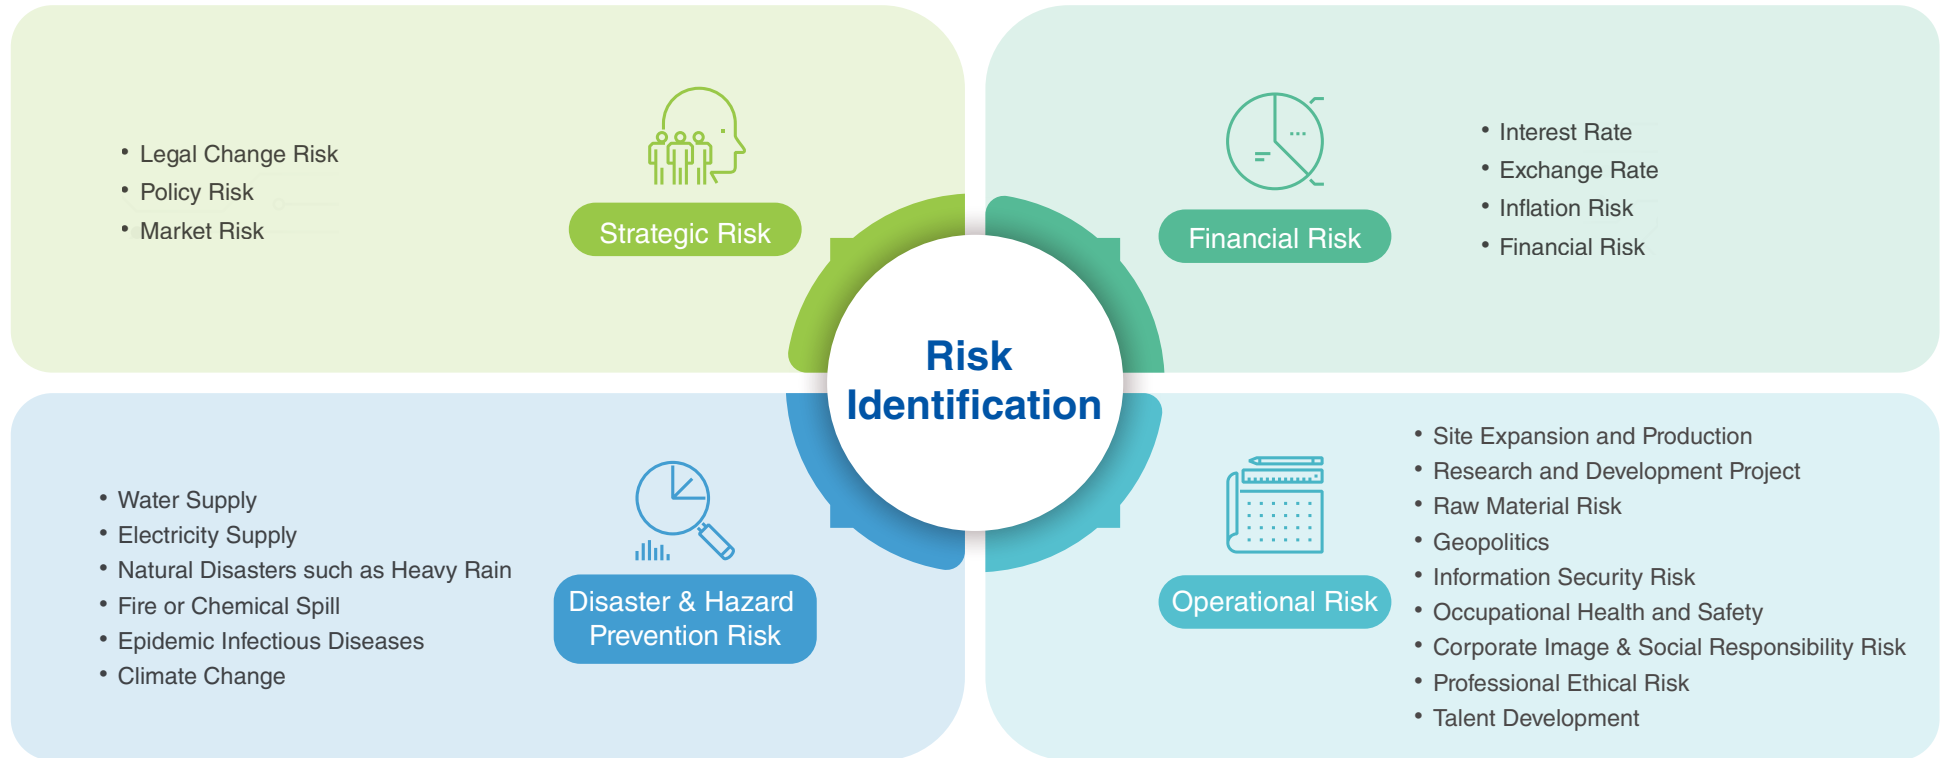 • Legal Change Risk
• Policy Risk
• Market Risk
Strategic Risk
Financial Risk
• Interest Rate
• Exchange Rate
• Inflation Risk
• Financial Risk
Risk
Identification
• Water Supply
• Electricity Supply
• Natural Disasters such as Heavy Rain
• Fire or Chemical Spill
• Epidemic Infectious Diseases
• Climate Change
Disaster & Hazard
Prevention Risk
Operational Risk
• Site Expansion and Production
• Research and Development Project
• Raw Material Risk
• Geopolitics
• Information Security Risk
• Occupational Health and Safety
• Corporate Image & Social Responsibility Risk
• Professional Ethical Risk
• Talent Development